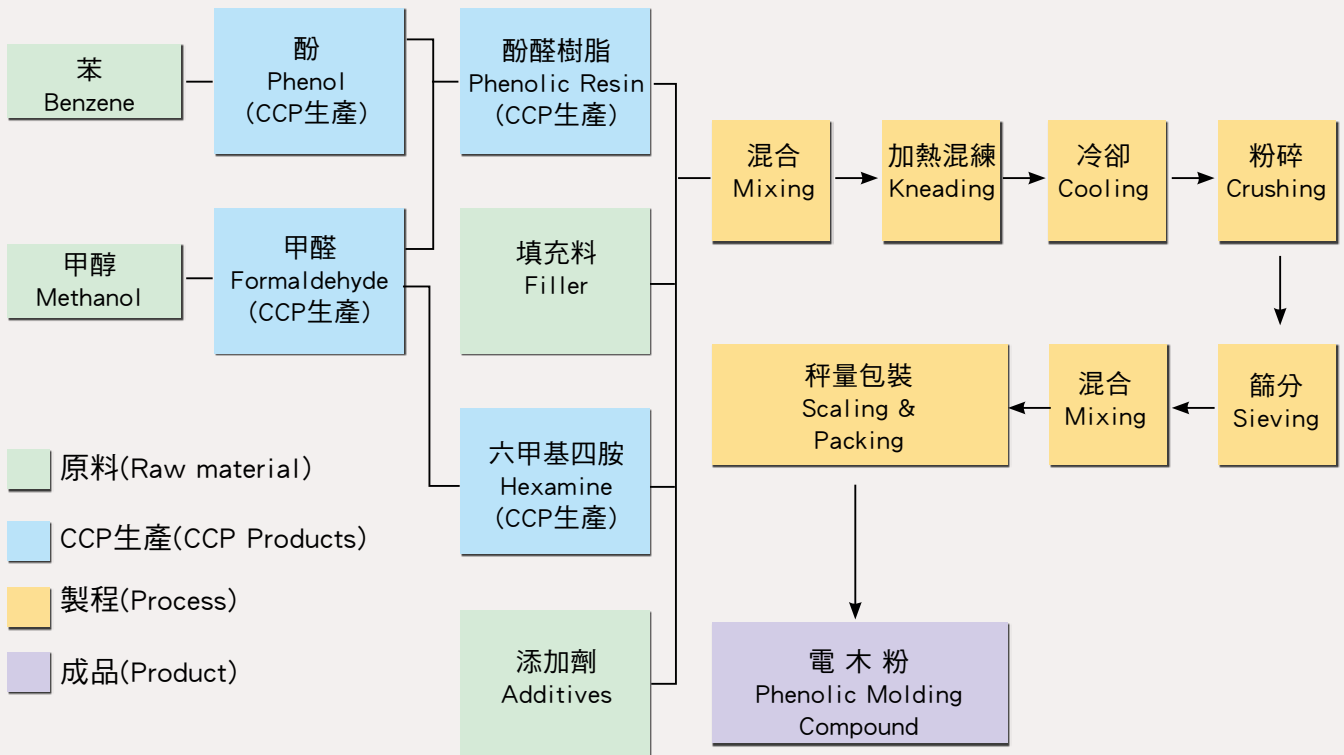 苯
Benzene
酚
Phenol
(CCP生產)
酚醛樹脂
Phenolic Resin
(CCP生產)
甲醇
Methanol
甲醛
Formaldehyde
(CCP生產)
填充料
Filler
六甲基四胺
Hexamine
(CCP生產)
添加劑
Additives
混合
Mixing
加熱混練
Kneading
冷卻
Cooling
粉碎
Crushing
篩分
Sieving
混合
Mixing
秤量包裝
Scaling &
Packing
電 木 粉
Phenolic Molding
Compound
原料(Raw material)
CCP生產(CCP Products)
製程(Process)
成品(Product)